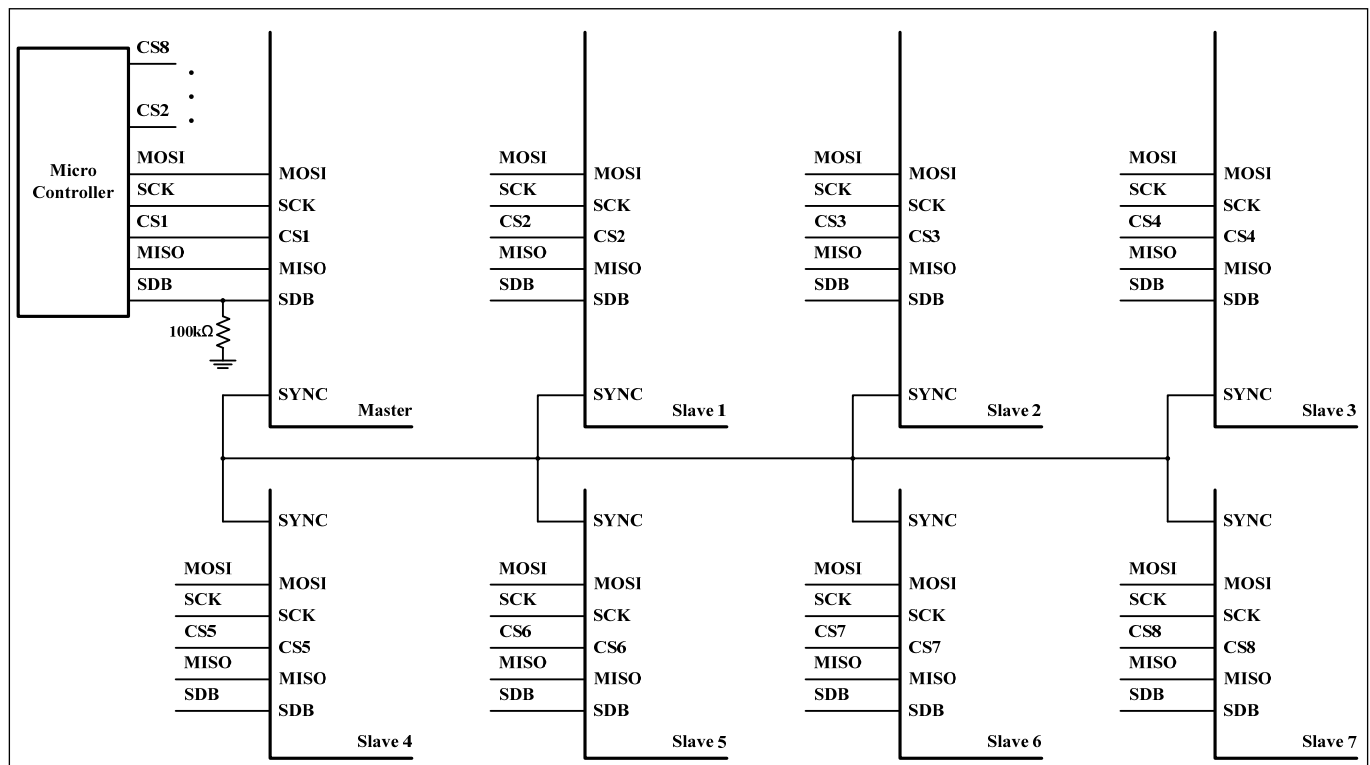 CS8
CS2
Micro
Controller
MOSI
SCK
CS1
MISO
SDB
100kΩ
MOSI
SCK
CS1
MISO
SDB
SYNC
Master
MOSI
SCK
CS2
MISO
SDB
MOSI
SCK
CS2
MISO
SDB
SYNC
Slave 1
MOSI
SCK
CS3
MISO
SDB
MOSI
SCK
CS3
MISO
SDB
SYNC
Slave 2
MOSI
SCK
CS4
MISO
SDB
MOSI
SCK
CS4
MISO
SDB
SYNC
Slave 3
MOSI
SCK
CS5
MISO
SDB
SYNC
MOSI
SCK
CS5
MISO
SDB
Slave 4
MOSI
SCK
CS6
MISO
SDB
SYNC
MOSI
SCK
CS6
MISO
SDB
Slave 5
MOSI
SCK
CS7
MISO
SDB
SYNC
MOSI
SCK
CS7
MISO
SDB
Slave 6
MOSI
SCK
CS8
MISO
SDB
SYNC
MOSI
SCK
CS8
MISO
SDB
Slave 7